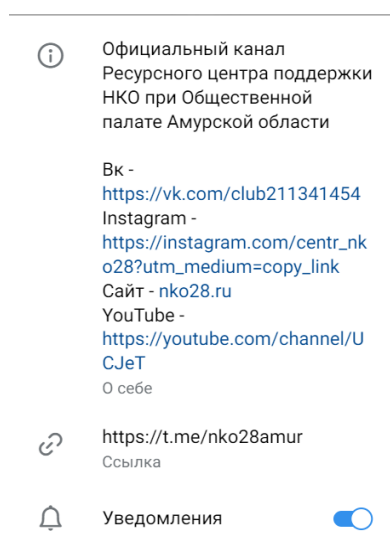 Официальный канал
Ресурсного центра поддержки
НКО при Общественной
палате Амурской области
Вк -
https://vk.com/club211341454
Instagram -
https://instagram.com/centr_nk
o28?utm_medium=copy_link
Сайт - nko28.ru
YouTube -
https://youtube.com/channel/U
CJeT
О себе
https://t.me/nko28amur
Ссылка
Уведомления